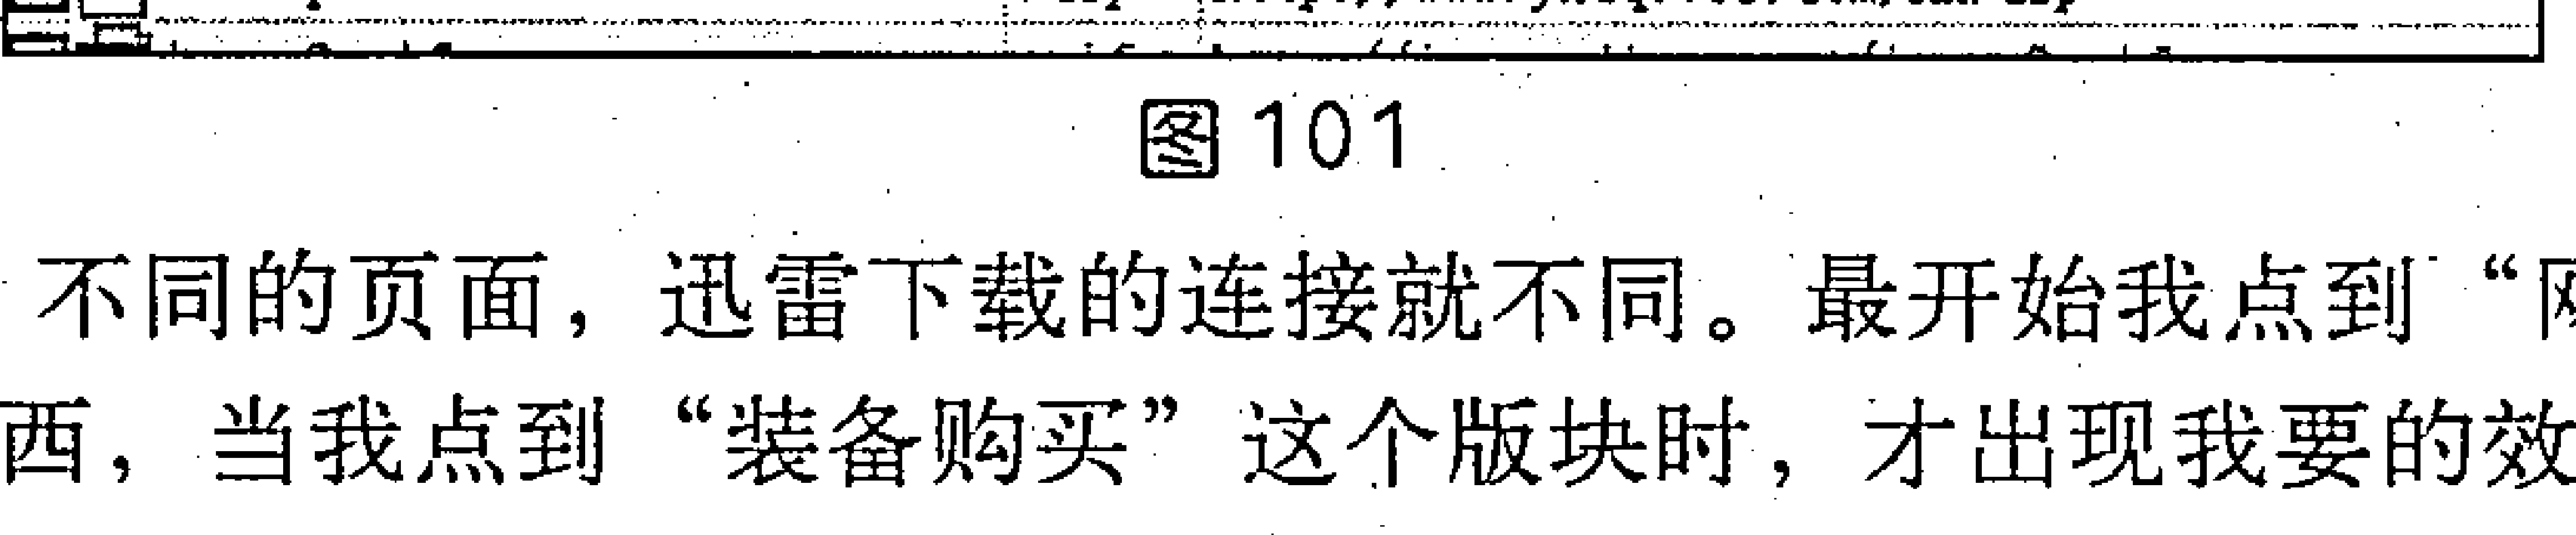 图101
不同的页面，迅雷下载的连接就不同。最开始我点到“网
西，当我点到“装备购买”这个版块时，才出现我要的效